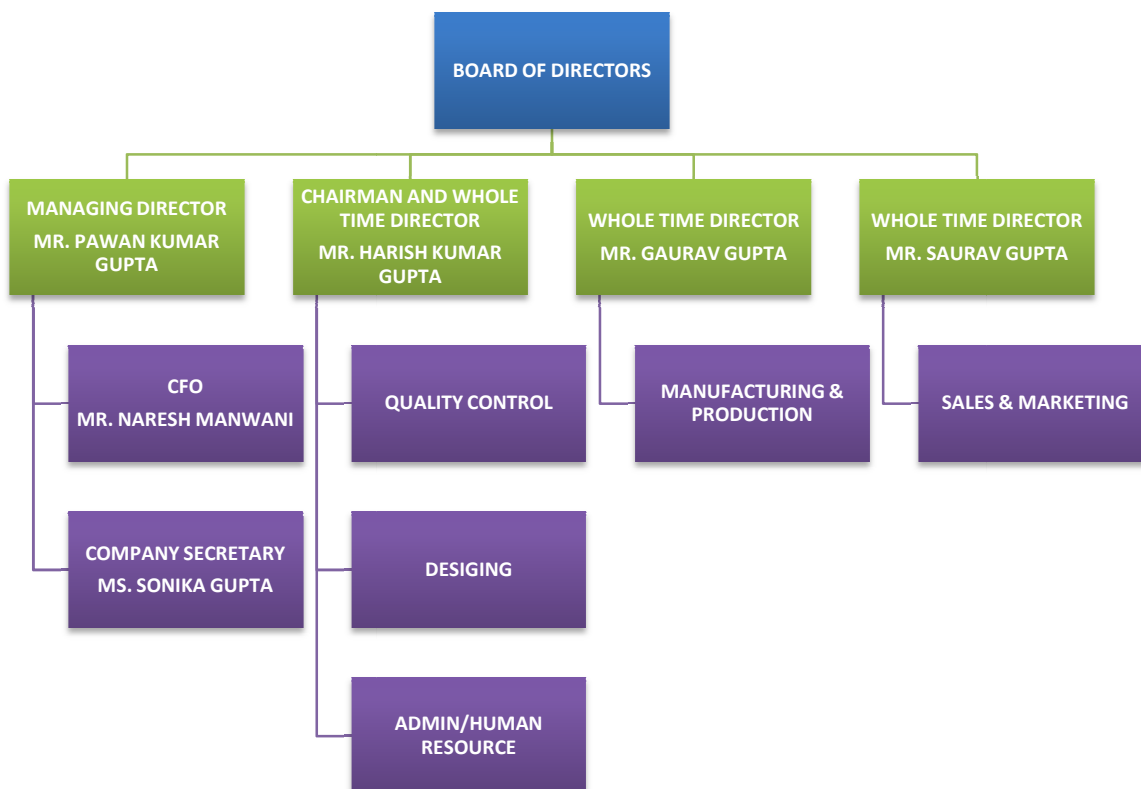 BOARD OF DIRECTORS
MANAGING DIRECTOR
MR. PAWAN KUMAR
GUPTA
CHAIRMAN AND WHOLE
TIME DIRECTOR
MR. HARISH KUMAR
GUPTA
WHOLE TIME DIRECTOR
MR. GAURAV GUPTA
WHOLE TIME DIRECTOR
MR. SAURAV GUPTA
CFO
MR. NARESH MANWANI
QUALITY CONTROL
MANUFACTURING &
PRODUCTION
SALES & MARKETING
COMPANY SECRETARY
MS. SONIKA GUPTA
DESIGING
ADMIN/HUMAN
RESOURCE